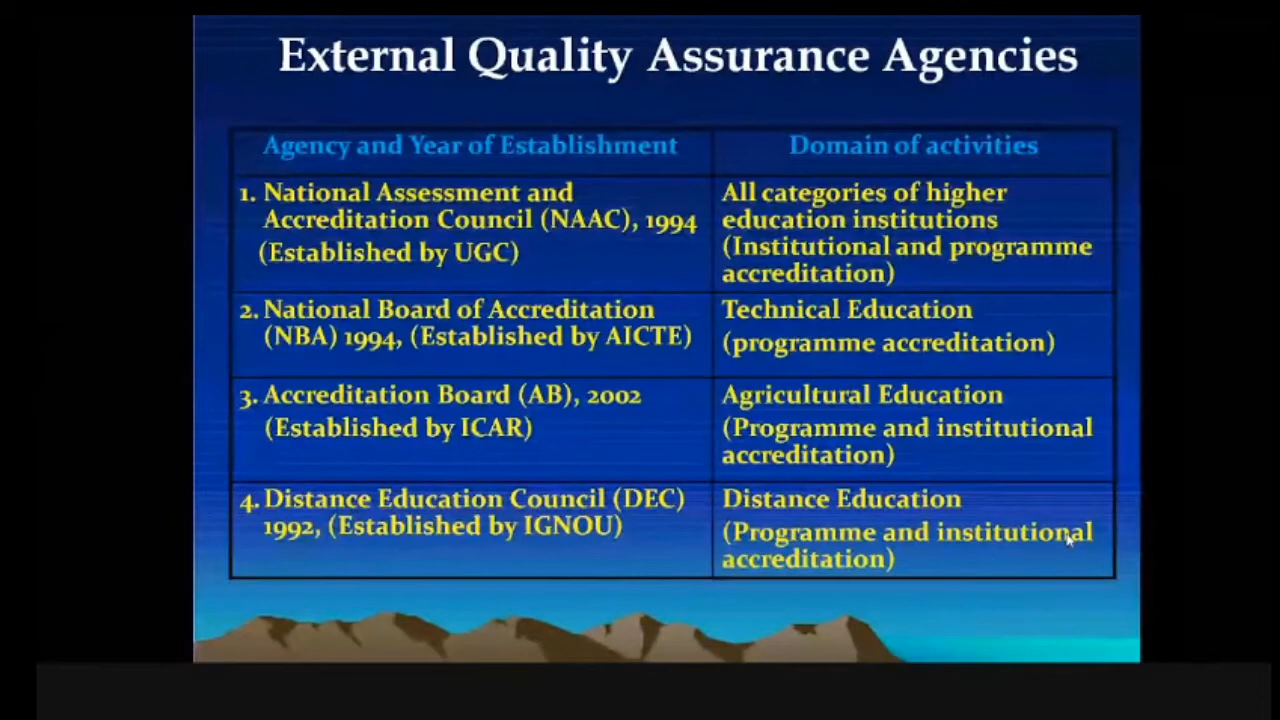 External Quality Assurance Agencies
Agency and Year of Establishment
Domain of activities
1. National Assessment and
Accreditation Council (NAAC), 1994
(Established by UGC)
All categories of higher
education institutions
(Institutional and programme
accreditation)
2. National Board of Accreditation
(NBA) 1994, (Established by AICTE)
Technical Education
(programme accreditation)
3. Accreditation Board (AB), 2002
(Established by ICAR)
Agricultural Education
(Programme and institutional
accreditation)
4. Distance Education Council (DEC)
1992, (Established by IGNOU)
Distance Education
(Programme and institutional
accreditation)